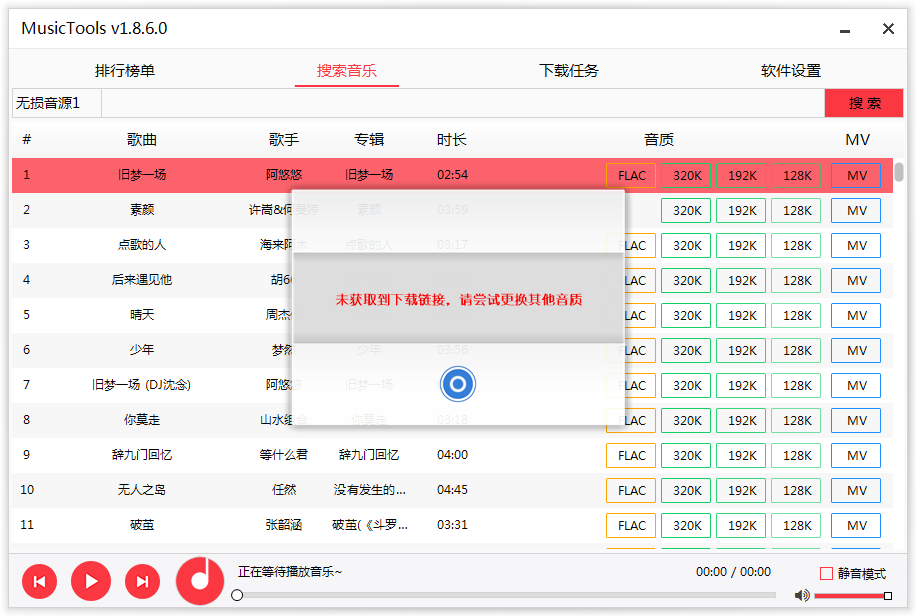 MusicTools v1.8.6.0
排行榜单 搜索音乐 下载任务 软件设置
无损音源1 搜 索
# 歌曲 歌手 专辑 时长 音质 MV
1 旧梦一场 阿悠悠 旧梦一场 02:54 FLAC 320K 192K 128K MV
2 素颜 许嵩&何曼婷 素颜 03:59 320K 192K 128K MV
3 点歌的人 海来阿木 点歌的人 03:17 FLAC 320K 192K 128K MV
4 后来遇见他 胡6 LAC 320K 192K 128K MV
未获取到下载链接，请尝试更换其他音质
5 晴天 周杰 LAC 320K 192K 128K MV
6 少年 梦然 少年 03:56 LAC 320K 192K 128K MV
7 旧梦一场 (DJ沈念) 阿悠悠 旧梦一场 LAC 320K 192K 128K MV
8 你莫走 山水组合 你莫走 03:18 LAC 320K 192K 128K MV
9 辞九门回忆 等什么君 辞九门回忆 04:00 FLAC 320K 192K 128K MV
10 无人之岛 任然 没有发生的... 04:45 FLAC 320K 192K 128K MV
11 破茧 张韶涵 破茧(《斗罗... 03:31 FLAC 320K 192K 128K MV
正在等待播放音乐~ 00:00 / 00:00 静音模式